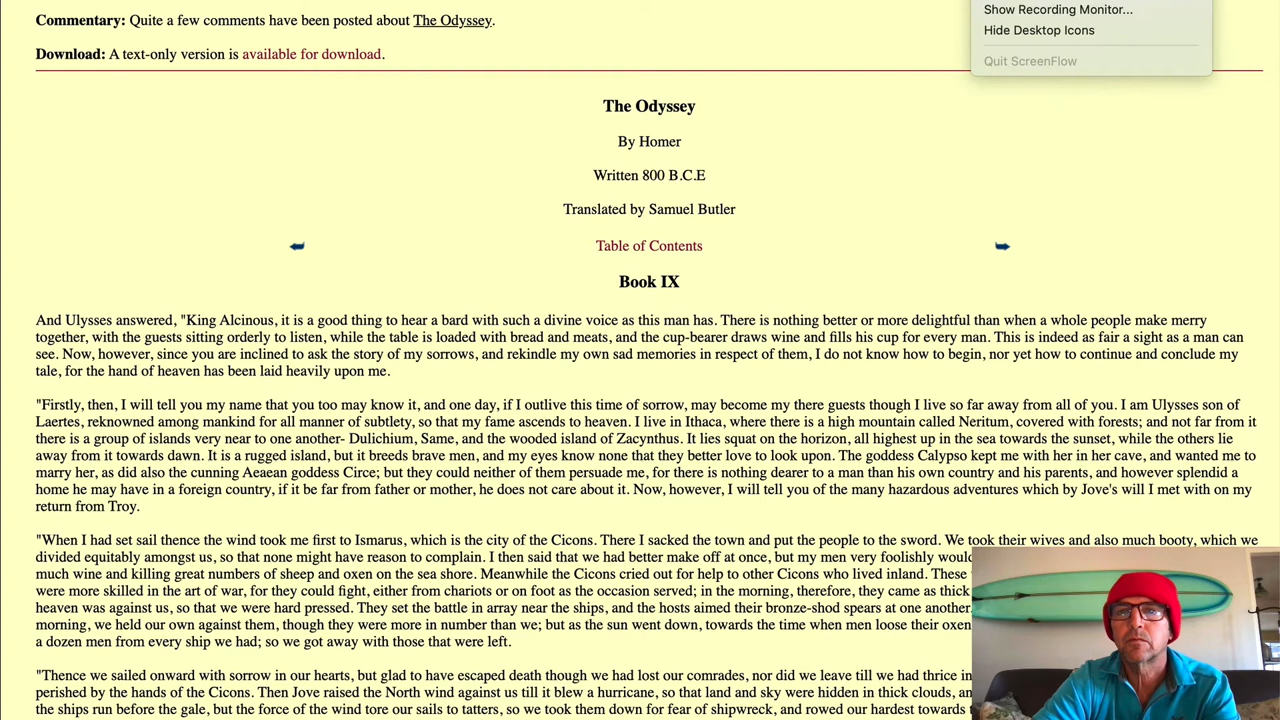 Commentary: Quite a few comments have been posted about The Odyssey.
Show Recording Monitor...
Hide Desktop Icons
Download: A text-only version is available for download.
Quit ScreenFlow
The Odyssey
By Homer
Written 800 B.C.E
Translated by Samuel Butler
Table of Contents
Book IX
And Ulysses answered, "King Alcinous, it is a good thing to hear a bard with such a divine voice as this man has. There is nothing better or more delightful than when a whole people make merry
together, with the guests sitting orderly to listen, while the table is loaded with bread and meats, and the cup-bearer draws wine and fills his cup for every man. This is indeed as fair a sight as a man can
see. Now, however, since you are inclined to ask the story of my sorrows, and rekindle my own sad memories in respect of them, I do not know how to begin, nor yet how to continue and conclude my
tale, for the hand of heaven has been laid heavily upon me.
"Firstly, then, I will tell you my name that you too may know it, and one day, if I outlive this time of sorrow, may become my there guests though I live so far away from all of you. I am Ulysses son of
Laertes, reknowned among mankind for all manner of subtlety, so that my fame ascends to heaven. I live in Ithaca, where there is a high mountain called Neritum, covered with forests; and not far from it
there is a group of islands very near to one another- Dulichium, Same, and the wooded island of Zacynthus. It lies squat on the horizon, all highest up in the sea towards the sunset, while the others lie
away from it towards dawn. It is a rugged island, but it breeds brave men, and my eyes know none that they better love to look upon. The goddess Calypso kept me with her in her cave, and wanted me to
marry her, as did also the cunning Aeaean goddess Circe; but they could neither of them persuade me, for there is nothing dearer to a man than his own country and his parents, and however splendid a
home he may have in a foreign country, if it be far from father or mother, he does not care about it. Now, however, I will tell you of the many hazardous adventures which by Jove's will I met with on my
return from Troy.
"When I had set sail thence the wind took me first to Ismarus, which is the city of the Cicons. There I sacked the town and put the people to the sword. We took their wives and also much booty, which we
divided equitably amongst us, so that none might have reason to complain. I then said that we had better make off at once, but my men very foolishly would
much wine and killing great numbers of sheep and oxen on the sea shore. Meanwhile the Cicons cried out for help to other Cicons who lived inland. These
were more skilled in the art of war, for they could fight, either from chariots or on foot as the occasion served; in the morning, therefore, they came as thick
heaven was against us, so that we were hard pressed. They set the battle in array near the ships, and the hosts aimed their bronze-shod spears at one another.
morning, we held our own against them, though they were more in number than we; but as the sun went down, towards the time when men loose their oxen
a dozen men from every ship we had; so we got away with those that were left.
"Thence we sailed onward with sorrow in our hearts, but glad to have escaped death though we had lost our comrades, nor did we leave till we had thrice in
perished by the hands of the Cicons. Then Jove raised the North wind against us till it blew a hurricane, so that land and sky were hidden in thick clouds, an
the ships run before the gale, but the force of the wind tore our sails to tatters, so we took them down for fear of shipwreck, and rowed our hardest towards